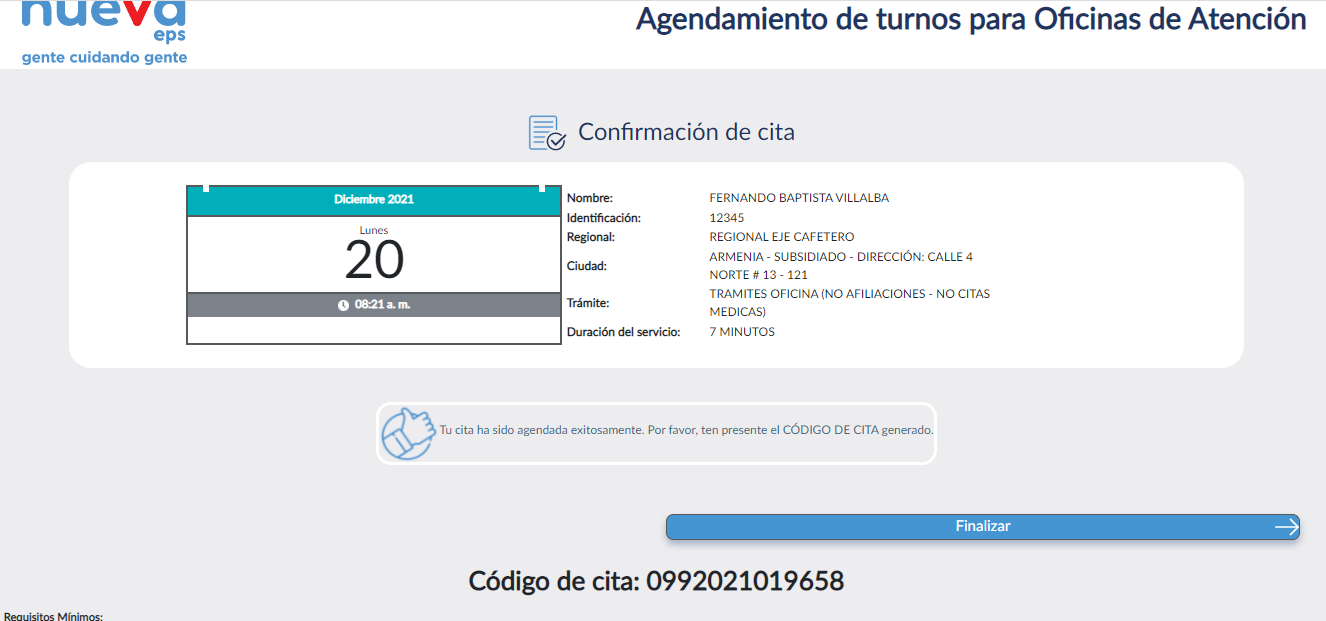 nueva
eps
gente cuidando gente
Agendamiento de turnos para Oficinas de Atención
Confirmación de cita
Diciembre 2021
Lunes
20
08:21 a. m.
Nombre: FERNANDO BAPTISTA VILLALBA
Identificación: 12345
Regional: REGIONAL EJE CAFETERO
Ciudad: ARMENIA - SUBSIDIADO - DIRECCIÓN: CALLE 4
NORTE # 13 - 121
Trámite: TRAMITES OFICINA (NO AFILIACIONES - NO CITAS
MEDICAS)
Duración del servicio: 7 MINUTOS
Tu cita ha sido agendada exitosamente. Por favor, ten presente el CÓDIGO DE CITA generado.
Finalizar
Código de cita: 0992021019658
Requisitos Mínimos: